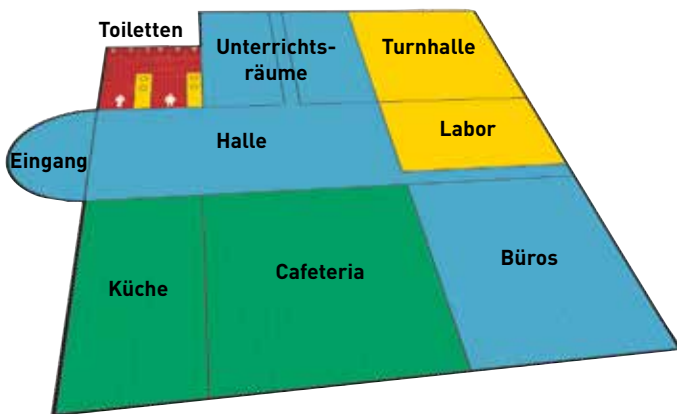 Toiletten
Unterrichts-
räume
Turnhalle
Labor
Halle
Eingang
Büros
Cafeteria
Küche